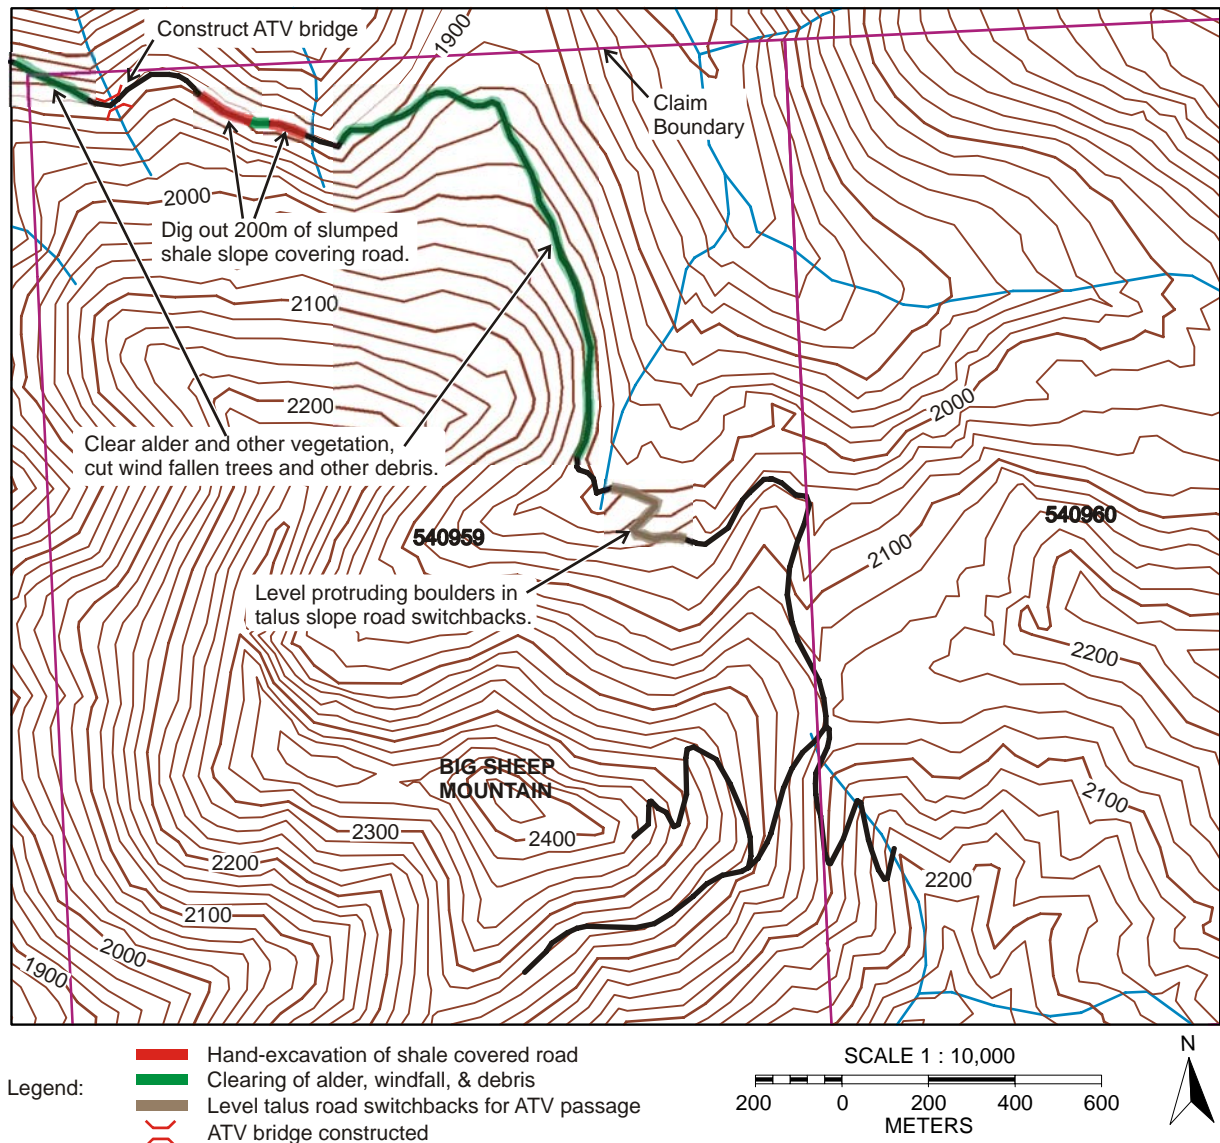 Construct ATV bridge
1900
Claim
Boundary
2000
Dig out 200m of slumped
shale slope covering road.
2100
2200
2000
Clear alder and other vegetation,
cut wind fallen trees and other debris.
540959
540960
2100
Level protruding boulders in
talus slope road switchbacks.
2200
BIG SHEEP
MOUNTAIN
2100
2300
2400
2200
2200
2100
2000
1900
Legend:
Hand-excavation of shale covered road
Clearing of alder, windfall, & debris
Level talus road switchbacks for ATV passage
ATV bridge constructed
SCALE 1 : 10,000
200 0 200 400 600
METERS
N